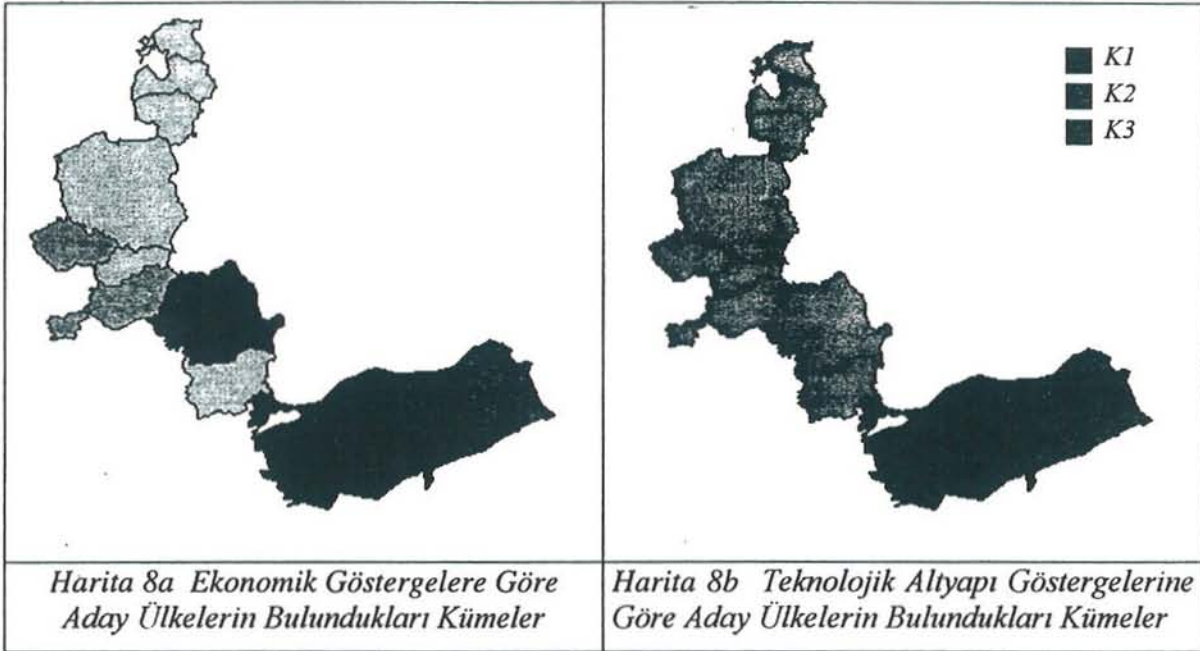 K1
K2
K3
Harita 8a Ekonomik Göstergelere Göre
Aday Ülkelerin Bulundukları Kümeler
Harita 8b Teknolojik Altyapı Göstergelerine
Göre Aday Ülkelerin Bulundukları Kümeler